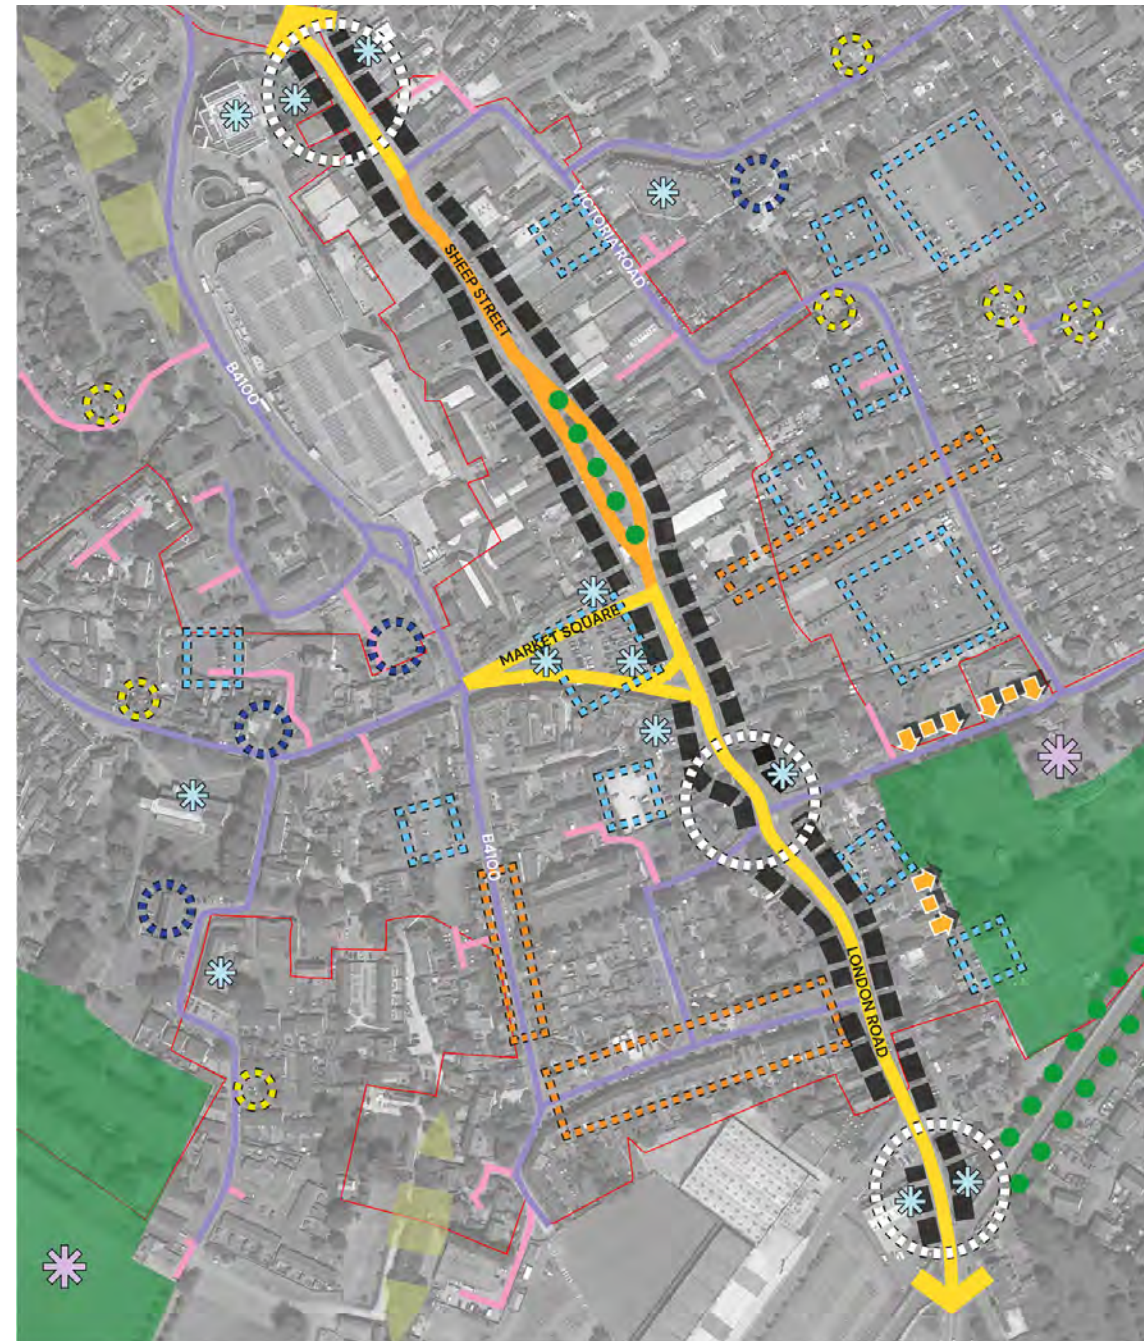 VICTORIA ROAD
SHEEP STREET
B4100
MARKET SQUARE
B4100
LONDON ROAD